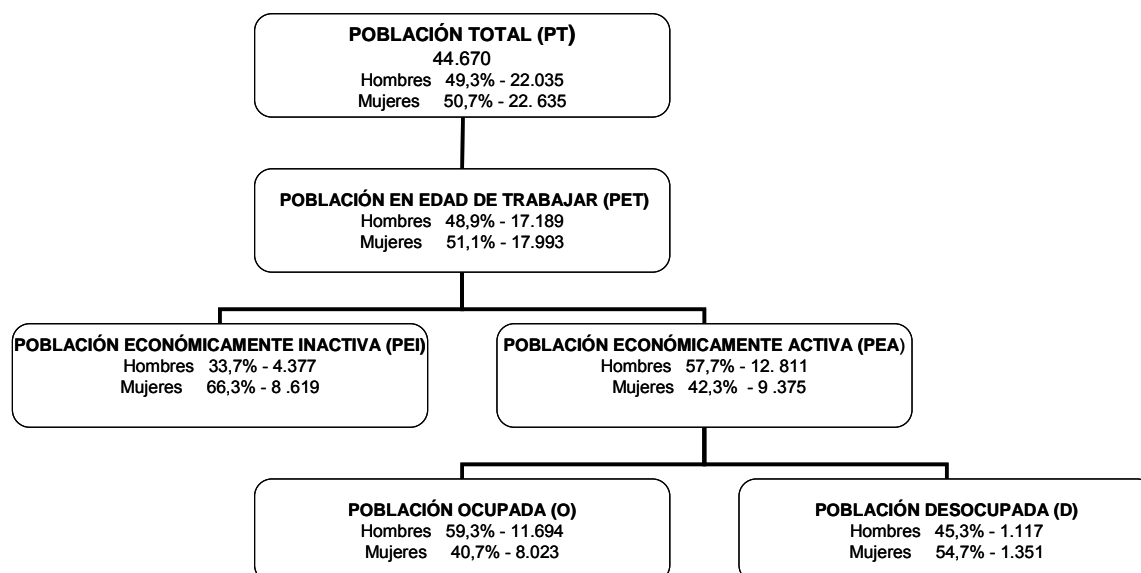 POBLACIÓN TOTAL (PT)
44.670
Hombres 49,3% - 22.035
Mujeres 50,7% - 22. 635
POBLACIÓN EN EDAD DE TRABAJAR (PET)
Hombres 48,9% - 17.189
Mujeres 51,1% - 17.993
POBLACIÓN ECONÓMICAMENTE INACTIVA (PEI)
Hombres 33,7% - 4.377
Mujeres 66,3% - 8 .619
POBLACIÓN ECONÓMICAMENTE ACTIVA (PEA)
Hombres 57,7% - 12. 811
Mujeres 42,3% - 9 .375
POBLACIÓN OCUPADA (O)
Hombres 59,3% - 11.694
Mujeres 40,7% - 8.023
POBLACIÓN DESOCUPADA (D)
Hombres 45,3% - 1.117
Mujeres 54,7% - 1.351